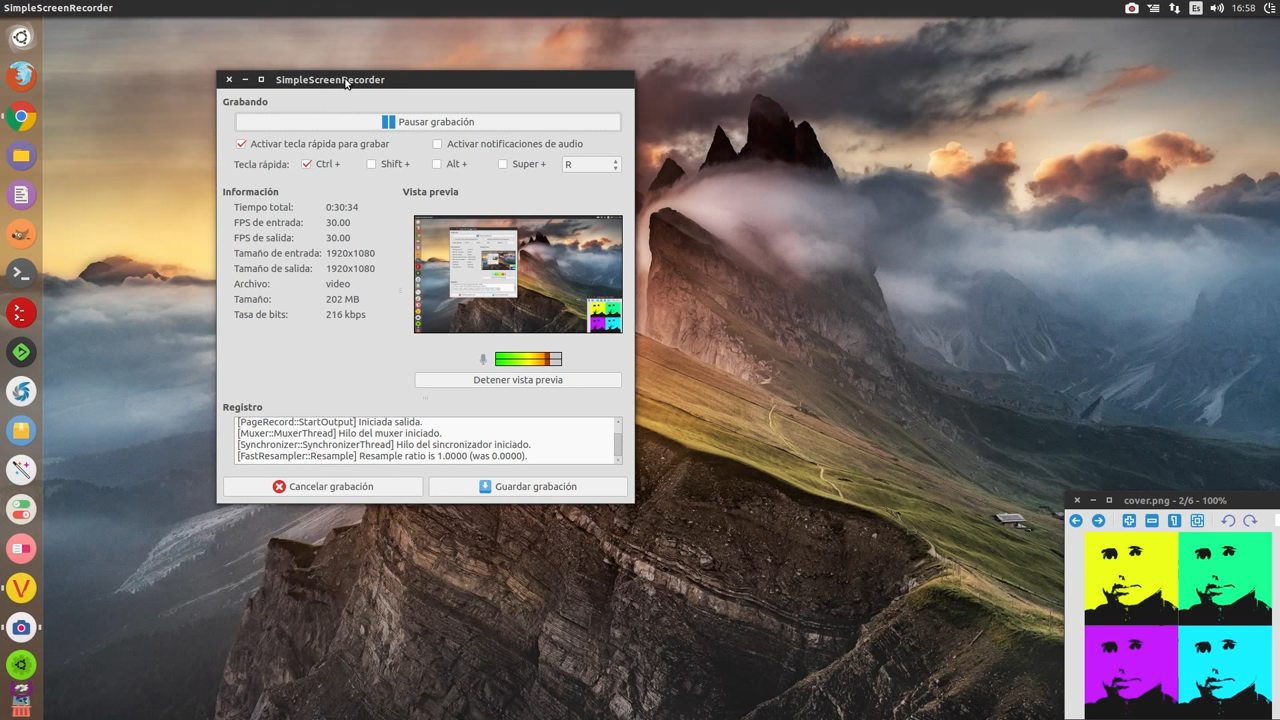 SimpleScreenRecorder
Es
16:58
SimpleScreenRecorder
Grabando
Pausar grabación
Activar tecla rápida para grabar
Activar notificaciones de audio
Tecla rápida:
Ctrl +
Shift +
Alt +
Super +
R
Información
Tiempo total: 0:30:34
FPS de entrada: 30.00
FPS de salida: 30.00
Tamaño de entrada: 1920x1080
Tamaño de salida: 1920x1080
Archivo: video
Tamaño: 202 MB
Tasa de bits: 216 kbps
Vista previa
Detener vista previa
Registro
[PageRecord::StartOutput] Iniciada salida.
[Muxer::MuxerThread] Hilo del muxer iniciado.
[Synchronizer::SynchronizerThread] Hilo del sincronizador iniciado.
[FastResampler::Resample] Resample ratio is 1.0000 (was 0.0000).
Cancelar grabación
Guardar grabación
cover.png - 2/6 - 100%